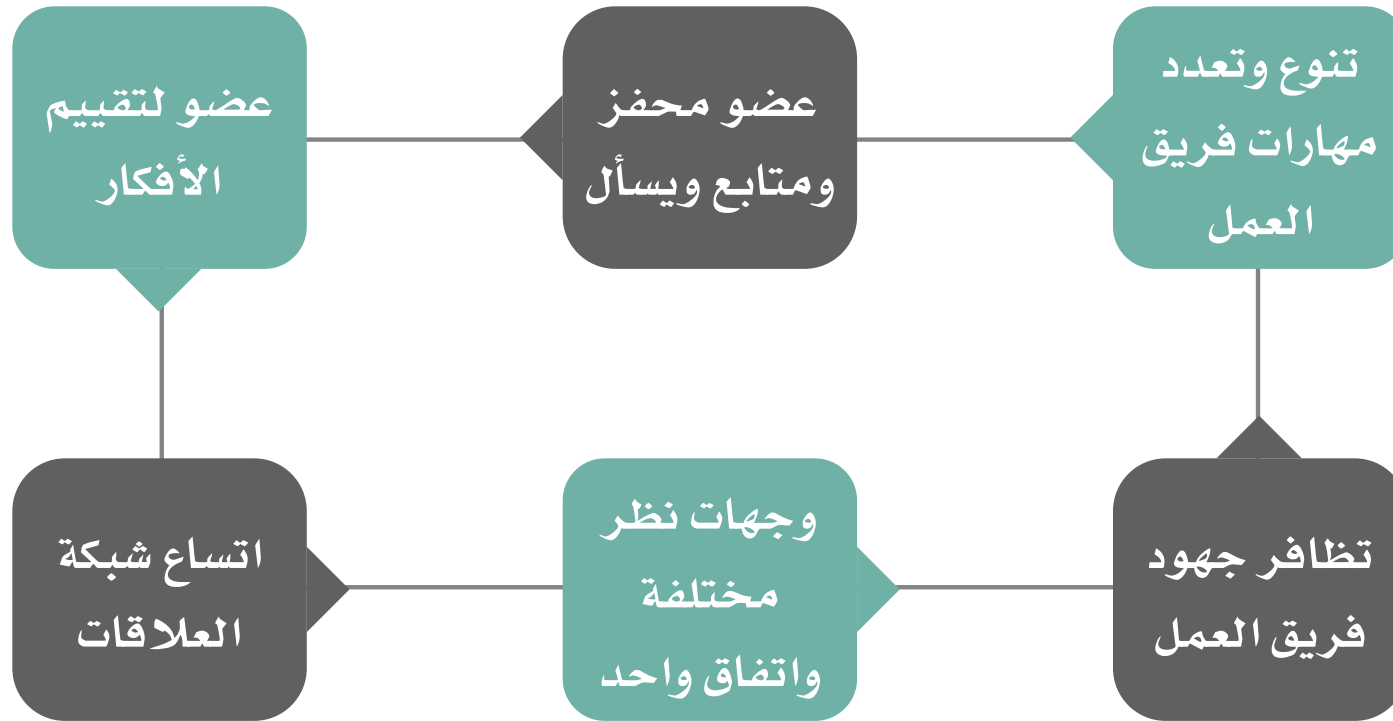 تنوع وتعدد
مهارات فريق
العمل
عضو محفز
ومتابع ويسأل
عضو لتقييم
الأفكار
اتساع شبكة
العلاقات
وجهات نظر
مختلفة
واتفاق واحد
تظافر جهود
فريق العمل